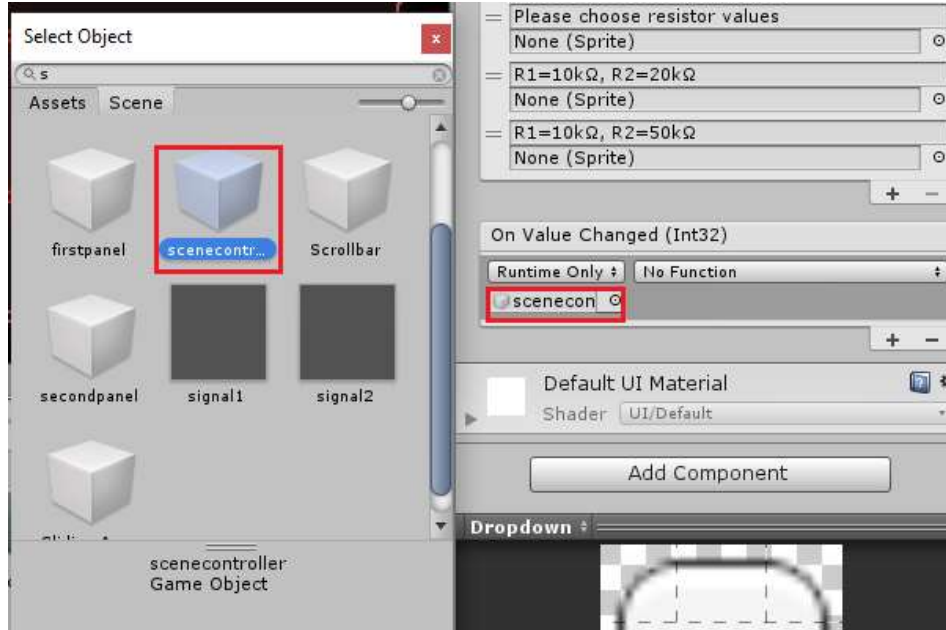 Select Object
s
Assets Scene
firstpanel
scenecontr...
Scrollbar
secondpanel
signal1
signal2
scenecontroller
Game Object
Please choose resistor values
None (Sprite)
R1=10kΩ, R2=20kΩ
None (Sprite)
R1=10kΩ, R2=50kΩ
None (Sprite)
On Value Changed (Int32)
Runtime Only No Function
scenecon
Default UI Material
Shader UI/Default
Add Component
Dropdown